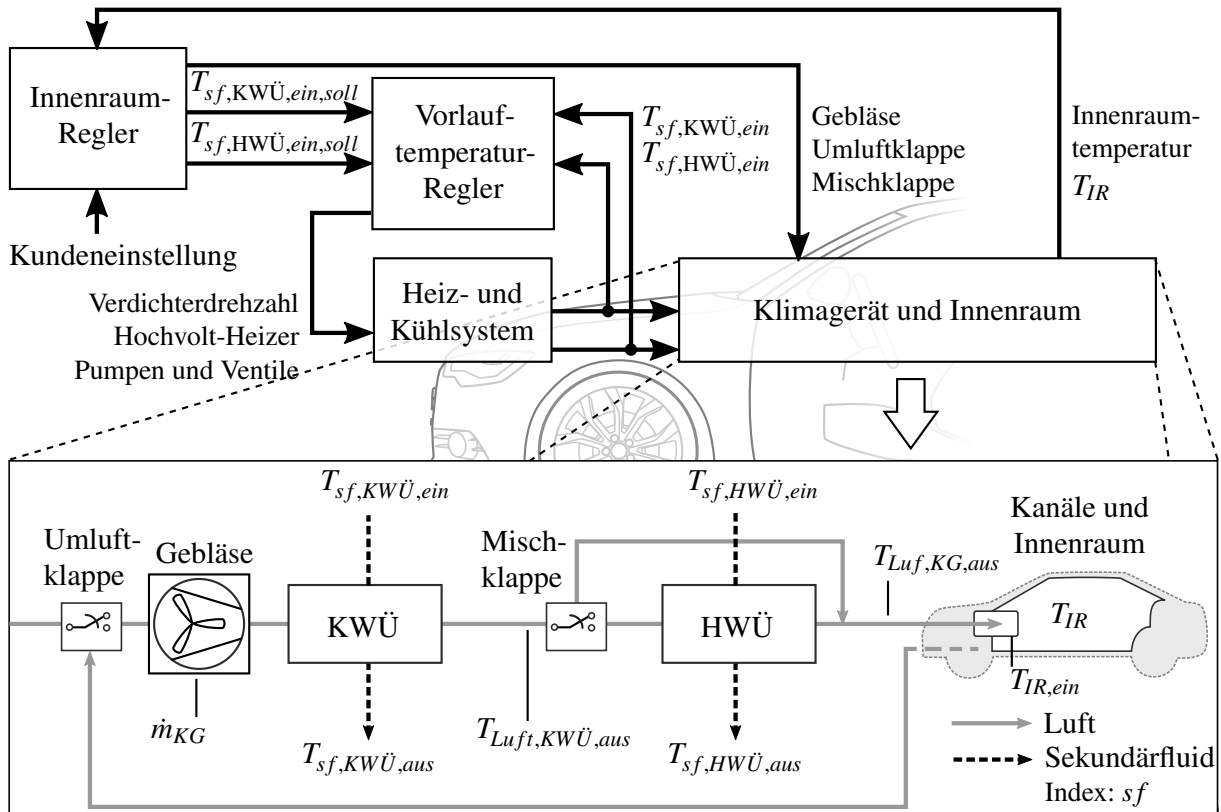 Innenraum-
Regler
T_{sf,KWÜ,ein,soll}
T_{sf,HWÜ,ein,soll}
Vorlauf-
temperatur-
Regler
T_{sf,KWÜ,ein}
T_{sf,HWÜ,ein}
Gebläse
Umluftklappe
Mischklappe
Innenraum-
temperatur
T_{IR}
Kundeneinstellung
Verdichterdrehzahl
Hochvolt-Heizer
Pumpen und Ventile
Heiz- und
Kühlsystem
Klimagerät und Innenraum
T_{sf,KWÜ,ein}
T_{sf,HWÜ,ein}
Kanäle und
Innenraum
Umluft-
klappe
Gebläse
Misch-
klappe
T_{Luf,KG,aus}
KWÜ
HWÜ
T_{IR}
T_{IR,ein}
ṁ_{KG}
T_{sf,KWÜ,aus}
T_{Luft,KWÜ,aus}
T_{sf,HWÜ,aus}
Luft
Sekundärfluid
Index: sf